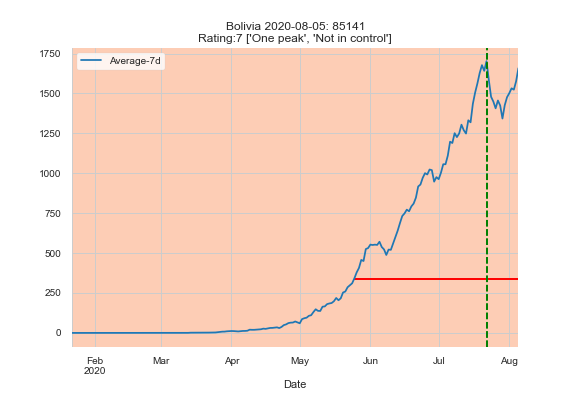 Bolivia 2020-08-05: 85141
Rating:7 ['One peak', 'Not in control']
Average-7d
1750
1500
1250
1000
750
500
250
0
Feb
2020
Mar
Apr
May
Jun
Jul
Aug
Date